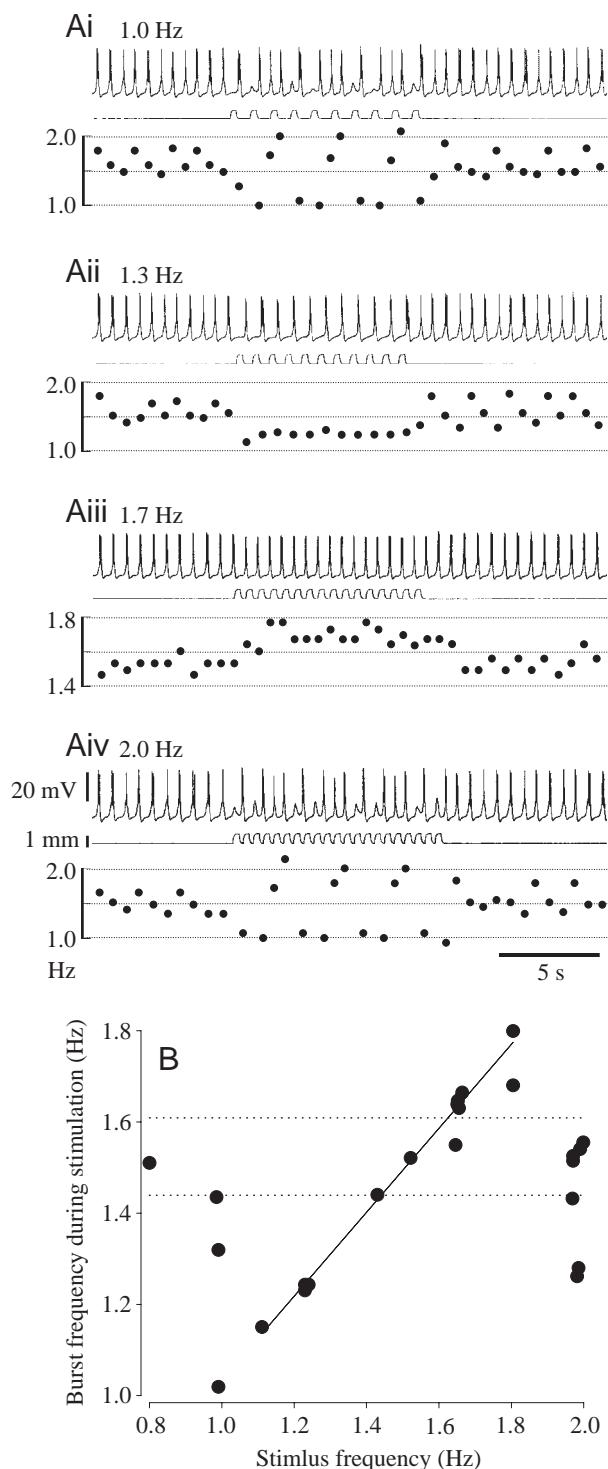 Ai 1.0 Hz
2.0
1.0
Aii 1.3 Hz
2.0
1.0
Aiii 1.7 Hz
1.8
1.4
Aiv 2.0 Hz
20 mV
1 mm
2.0
1.0
Hz
5 s
B
Burst frequency during stimulation (Hz)
1.8
1.6
1.4
1.2
1.0
0.8 1.0 1.2 1.4 1.6 1.8 2.0
Stimlus frequency (Hz)